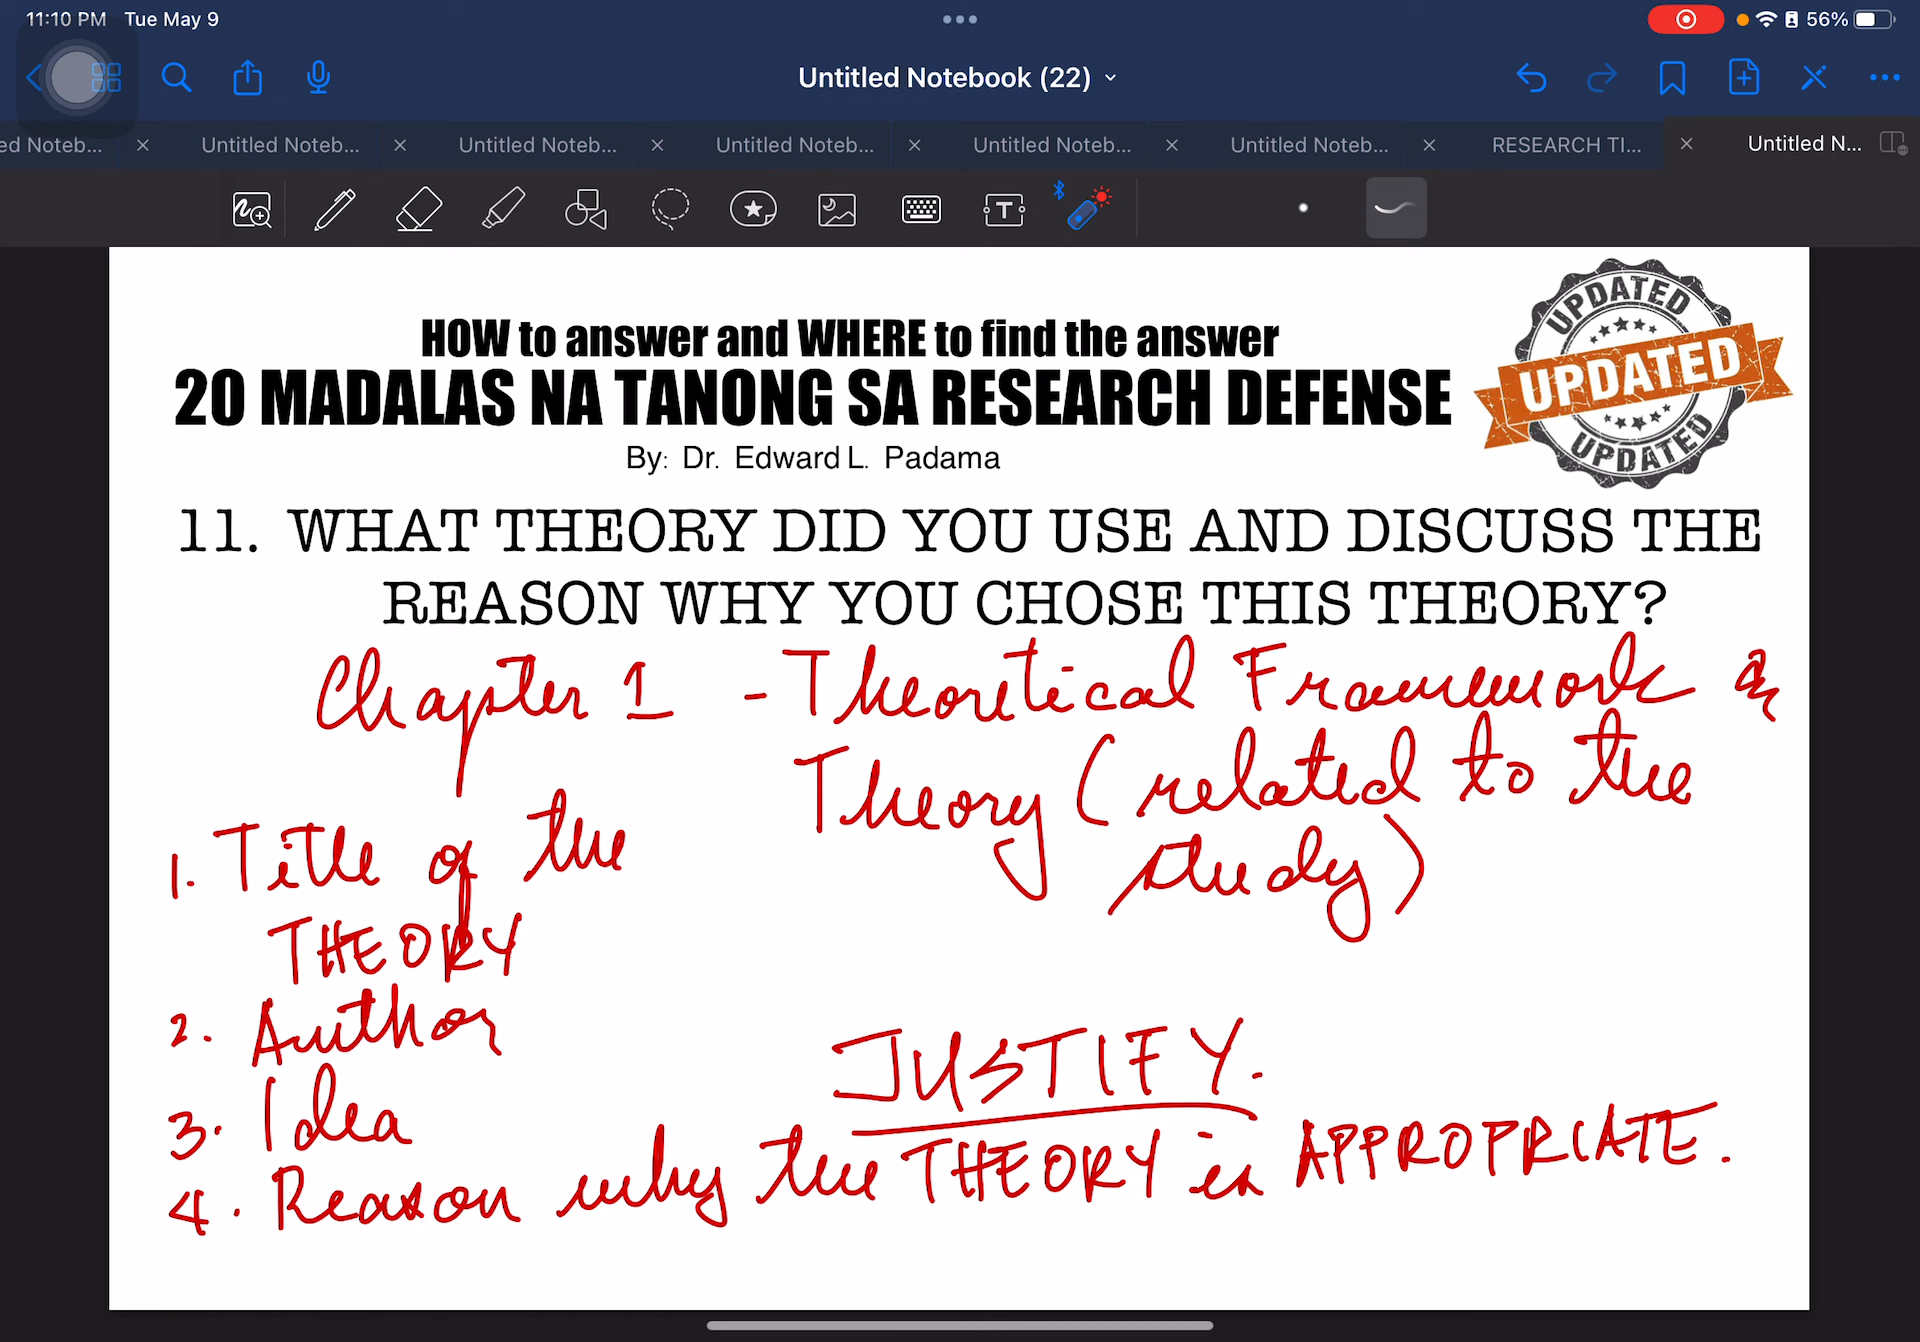 11:10 PM Tue May 9
56%
Untitled Notebook (22)
ed Noteb... Untitled Noteb... Untitled Noteb... Untitled Noteb... Untitled Noteb... Untitled Noteb... RESEARCH TI... Untitled N...
HOW to answer and WHERE to find the answer
20 MADALAS NA TANONG SA RESEARCH DEFENSE
By: Dr. Edward L. Padama
UPDATED
UPDATED
UPDATED
11. WHAT THEORY DID YOU USE AND DISCUSS THE
REASON WHY YOU CHOSE THIS THEORY?
Chapter 1 - Theoretical Framework &
Theory (related to the
study)
1. Title of the
THEORY
2. Author
3. Idea
JUSTIFY.
4. Reason why the THEORY is APPROPRIATE.